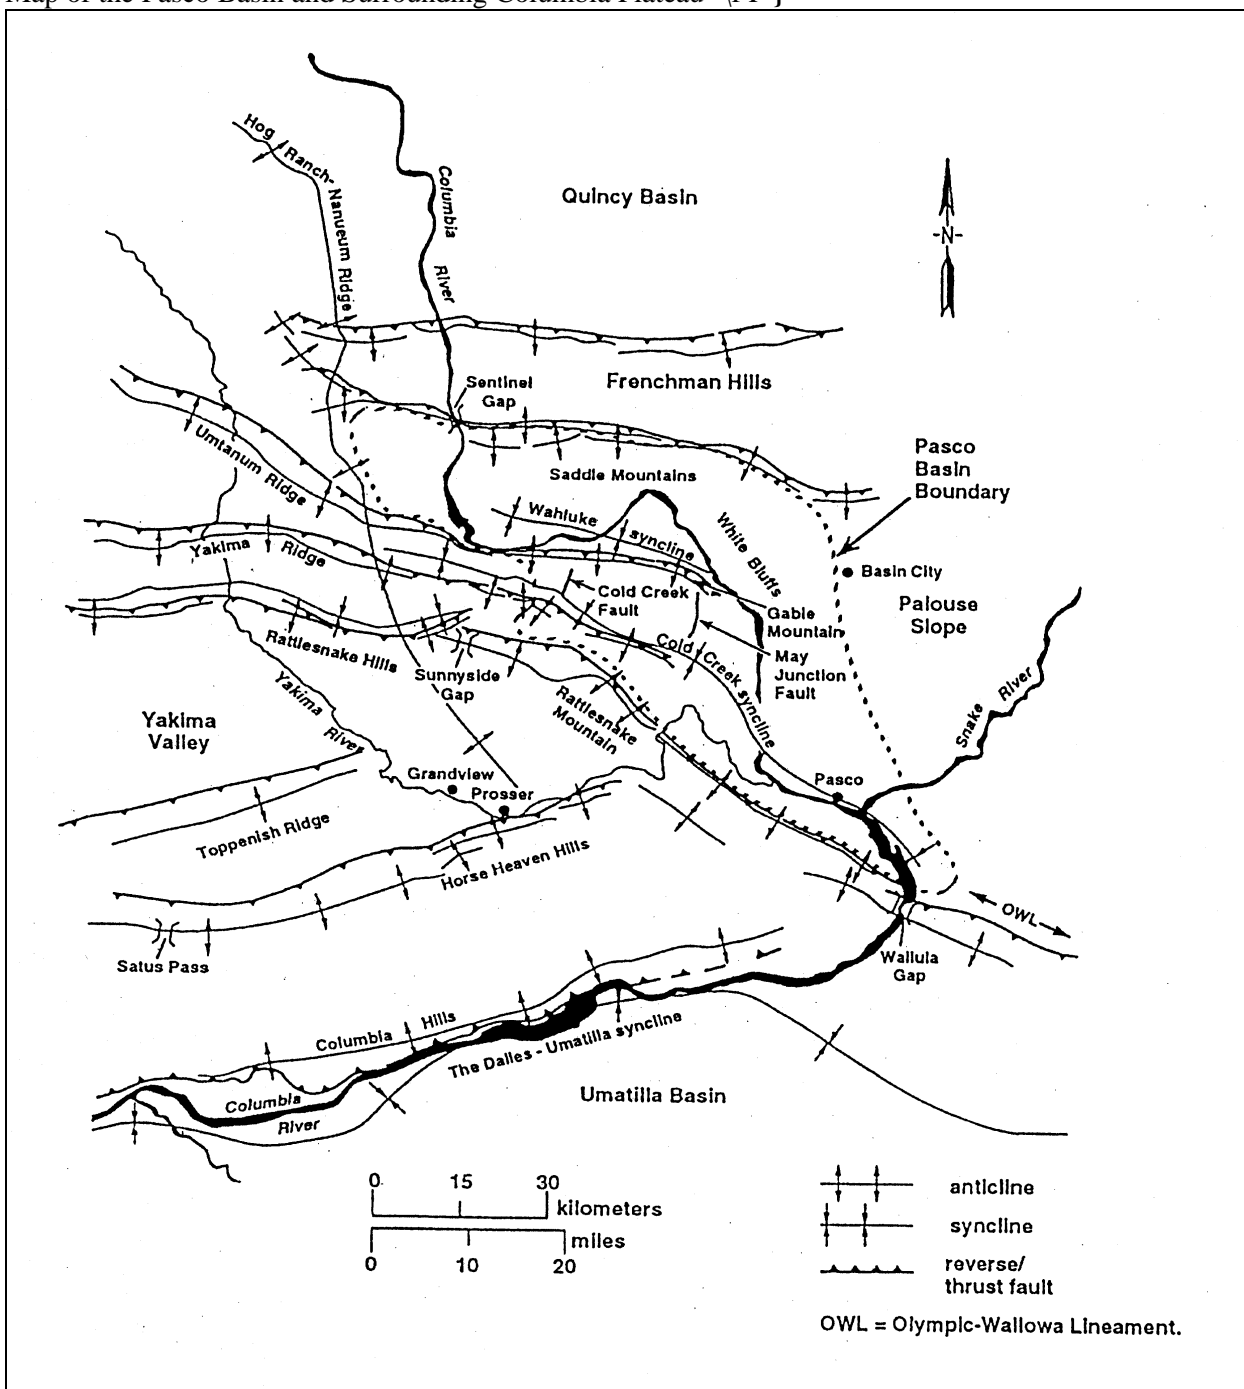 Map of the Pasco Basin and Surrounding Columbia Plateau
Hog
Ranch-
Nanueum Ridge
Columbia
River
Quincy Basin
-N-
Sentinel
Gap
Frenchman Hills
Pasco
Basin
Boundary
Umtanum Ridge
Saddle Mountains
Wahluke
syncline
White Bluffs
Yakima
Ridge
Basin City
Cold Creek
Fault
Palouse
Slope
Gable
Mountain
Rattlesnake Hills
Cold Creek syncline
May
Junction
Fault
Sunnyside
Gap
Yakima
River
Rattlesnake
Mountain
Snake River
Yakima
Valley
Grandview
Prosser
Pasco
Toppenish Ridge
Horse Heaven Hills
OWL
Satus Pass
Wallula
Gap
Columbia Hills
The Dalles - Umatilla syncline
Columbia
River
Umatilla Basin
0 15 30
kilometers
miles
0 10 20
anticline
syncline
reverse/
thrust fault
OWL = Olympic-Wallowa Lineament.